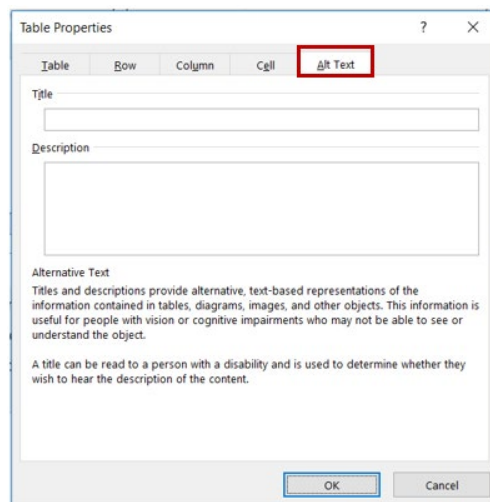 Table Properties ? ×
Table Row Column Cell Alt Text
Title
Description
Alternative Text
Titles and descriptions provide alternative, text-based representations of the
information contained in tables, diagrams, images, and other objects. This information is
useful for people with vision or cognitive impairments who may not be able to see or
understand the object.
A title can be read to a person with a disability and is used to determine whether they
wish to hear the description of the content.
OK Cancel